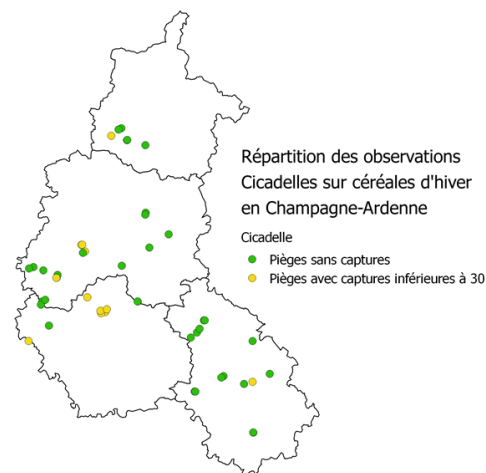 Répartition des observations
Cicadelles sur céréales d'hiver
en Champagne-Ardenne
Cicadelle
Pièges sans captures
Pièges avec captures inférieures à 30